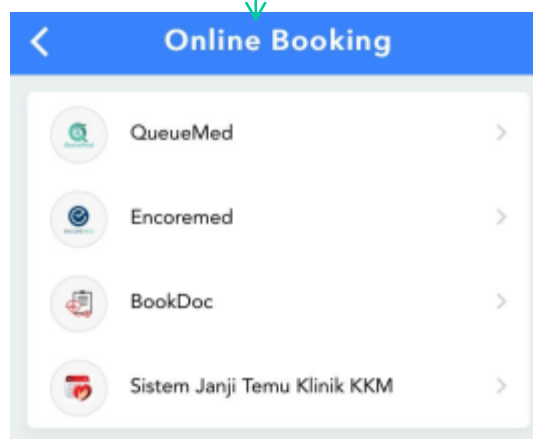 Online Booking
QueueMed
Encoremed
BookDoc
Sistem Janji Temu Klinik KKM